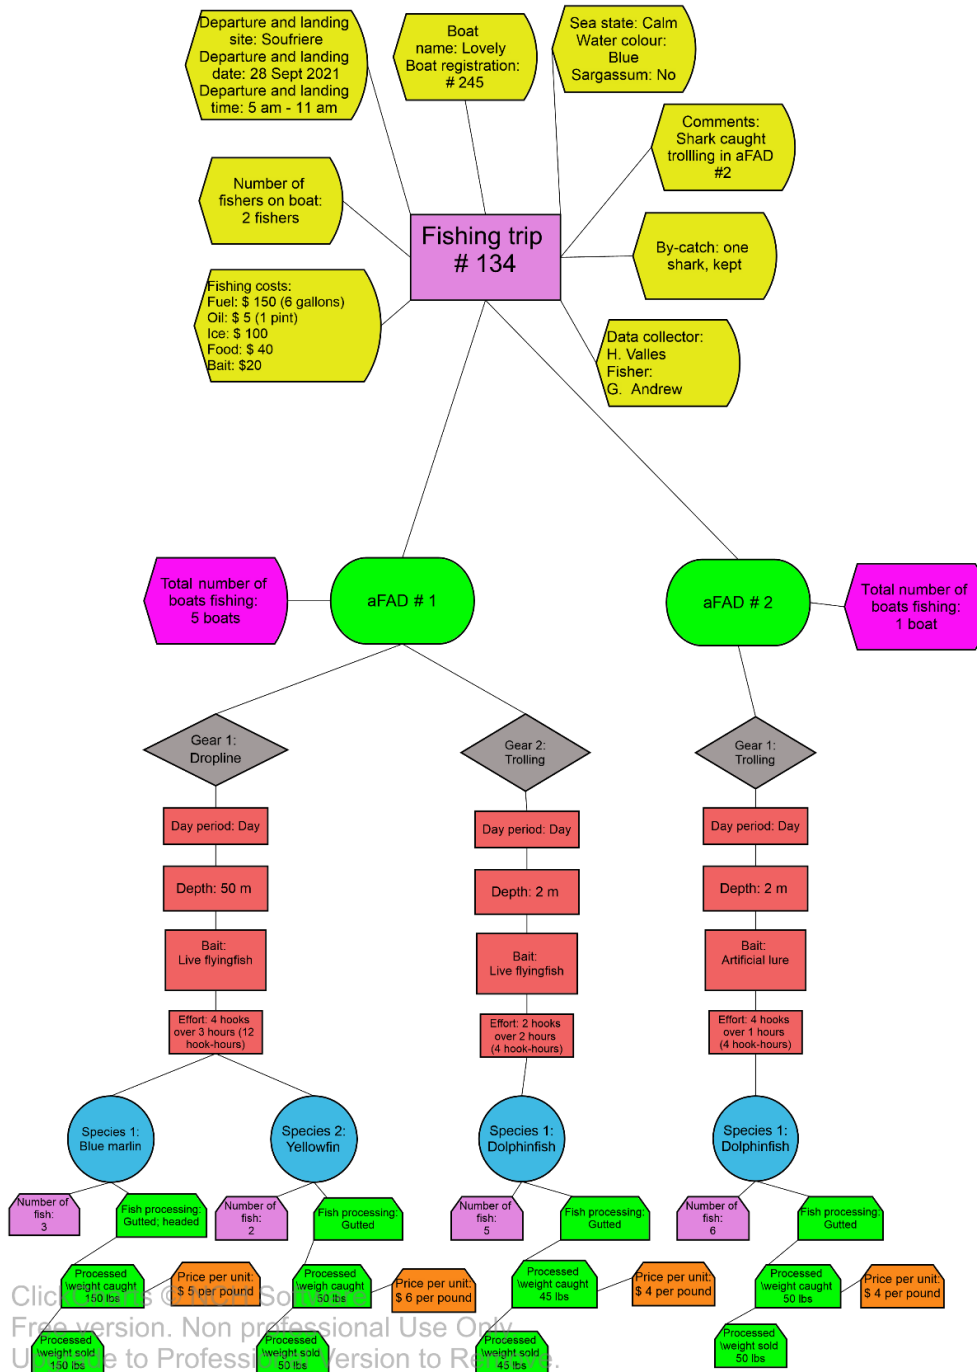 Departure and landing
site: Soufriere
Departure and landing
date: 28 Sept 2021
Departure and landing
time: 5 am - 11 am
Boat
name: Lovely
Boat registration:
# 245
Sea state: Calm
Water colour:
Blue
Sargassum: No
Comments:
Shark caught
trollling in aFAD
#2
Number of
fishers on boat:
2 fishers
Fishing trip
# 134
By-catch: one
shark, kept
Fishing costs:
Fuel: $ 150 (6 gallons)
Oil: $ 5 (1 pint)
Ice: $ 100
Food: $ 40
Bait: $20
Data collector:
H. Valles
Fisher:
G. Andrew
Total number of
boats fishing:
5 boats
aFAD # 1
aFAD # 2
Total number of
boats fishing:
1 boat
Gear 1:
Dropline
Gear 2:
Trolling
Gear 1:
Trolling
Day period: Day
Day period: Day
Day period: Day
Depth: 50 m
Depth: 2 m
Depth: 2 m
Bait:
Live flyingfish
Bait:
Live flyingfish
Bait:
Artificial lure
Effort: 4 hooks
over 3 hours (12
hook-hours)
Effort: 2 hooks
over 2 hours
(4 hook-hours)
Effort: 4 hooks
over 1 hours
(4 hook-hours)
Species 1:
Blue marlin
Species 2:
Yellowfin
Species 1:
Dolphinfish
Species 1:
Dolphinfish
Number of
fish:
3
Fish processing:
Gutted; headed
Number of
fish:
2
Fish processing:
Gutted
Number of
fish:
5
Fish processing:
Gutted
Number of
fish:
6
Fish processing:
Gutted
Processed
weight caught
150 lbs
Price per unit:
$ 5 per pound
Processed
weigh caught
50 lbs
Price per unit:
$ 6 per pound
Processed
weight caught
45 lbs
Price per unit:
$ 4 per pound
Processed
weight caught
50 lbs
Price per unit:
$ 4 per pound
Processed
weight sold
150 lbs
Processed
weight sold
50 lbs
Processed
weight sold
45 lbs
Processed
weight sold
50 lbs
© NCH Software
Free version. Non professional Use Only.
Upgrade to Professional Version to Remove.